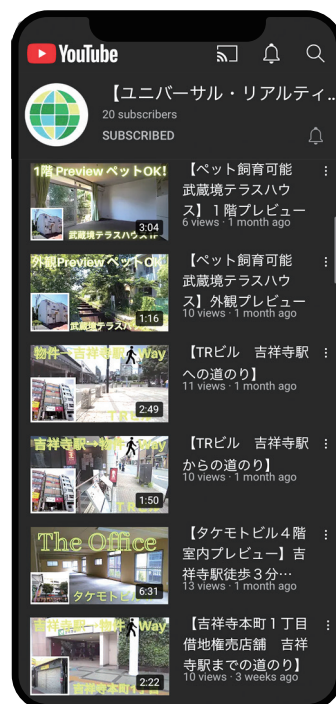 YouTube
【ユニバーサル・リアルティ...
20 subscribers
SUBSCRIBED
1階 Preview ペットOK!
武蔵境テラスハウス1F
3:04
【ペット飼育可能
武蔵境テラスハウ
ス】１階プレビュー
6 views · 1 month ago
外観Preview ペットOK
武蔵境テラスハウス
1:16
【ペット飼育可能
武蔵境テラスハウ
ス】外観プレビュー
10 views · 1 month ago
物件→吉祥寺駅 Way
TRビル
2:49
【TRビル　吉祥寺駅
への道のり】
11 views · 1 month ago
吉祥寺駅→物件 Way
TRビル
1:50
【TRビル　吉祥寺駅
からの道のり】
10 views · 1 month ago
The Office
タケモトビル
6:31
【タケモトビル４階
室内プレビュー】吉
祥寺駅徒歩３分…
13 views · 1 month ago
吉祥寺駅→物件 Way
吉祥寺本町１丁目
2:22
【吉祥寺本町１丁目
借地権売店舗　吉祥
寺駅までの道のり】
10 views · 3 weeks ago